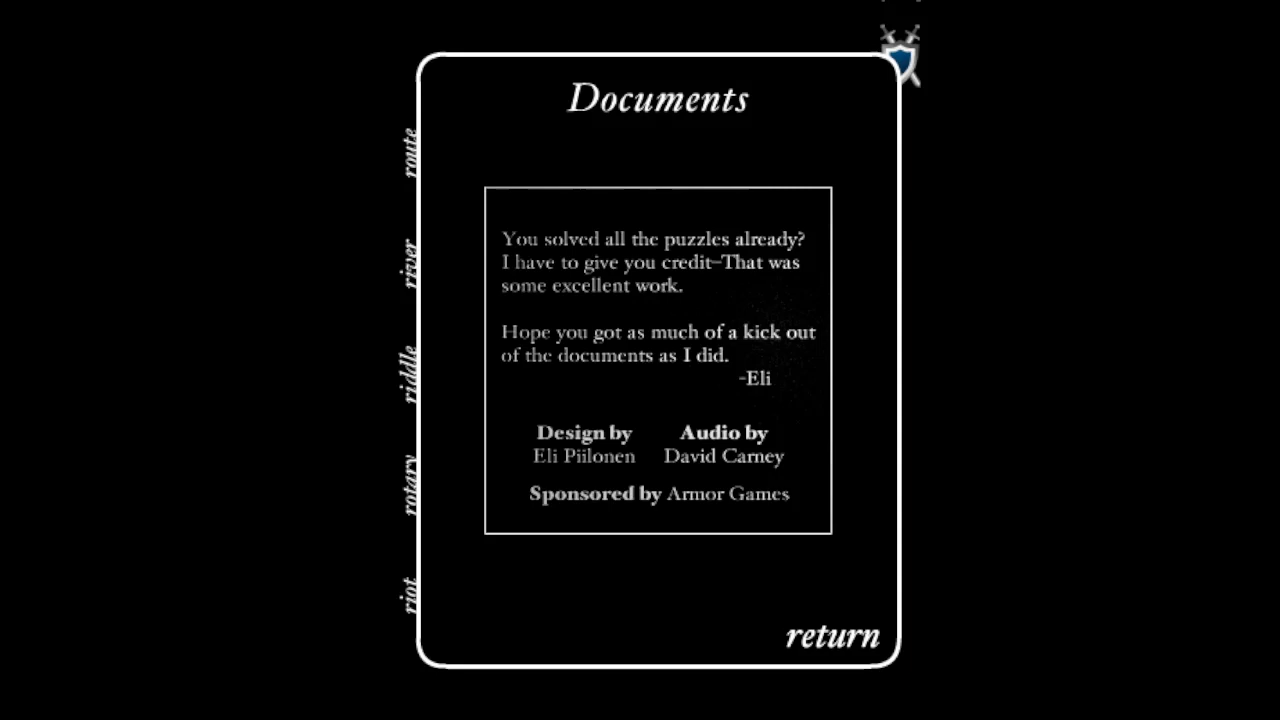 Documents
route
river
riddle
rotary
riot
You solved all the puzzles already?
I have to give you credit–That was
some excellent work.
Hope you got as much of a kick out
of the documents as I did.
-Eli
Design by
Eli Piilonen
Audio by
David Carney
Sponsored by Armor Games
return